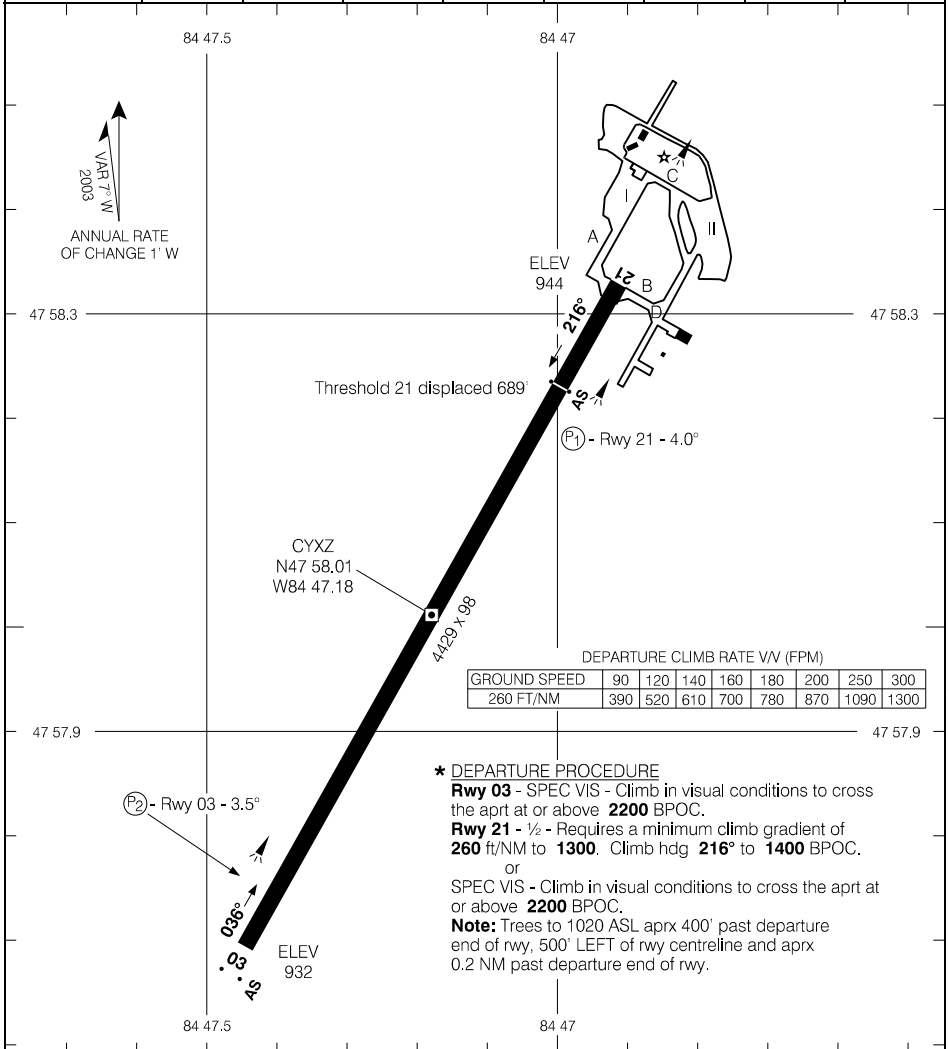 84 47.5
84 47
VAR 7° W
2003
ANNUAL RATE
OF CHANGE 1' W
C
I
II
A
ELEV
944
21
B
D
216°
47 58.3
47 58.3
Threshold 21 displaced 689'
AS
P1 - Rwy 21 - 4.0°
CYXZ
N47 58.01
W84 47.18
4429 x 98
DEPARTURE CLIMB RATE V/V (FPM)
GROUND SPEED 90 120 140 160 180 200 250 300
260 FT/NM 390 520 610 700 780 870 1090 1300
47 57.9
47 57.9
* DEPARTURE PROCEDURE
Rwy 03 - SPEC VIS - Climb in visual conditions to cross
the aprt at or above 2200 BPOC.
Rwy 21 - ½ - Requires a minimum climb gradient of
260 ft/NM to 1300. Climb hdg 216° to 1400 BPOC.
or
SPEC VIS - Climb in visual conditions to cross the aprt at
or above 2200 BPOC.
Note: Trees to 1020 ASL aprx 400' past departure
end of rwy, 500' LEFT of rwy centreline and aprx
0.2 NM past departure end of rwy.
P2 - Rwy 03 - 3.5°
036°
03
AS
ELEV
932
84 47.5
84 47